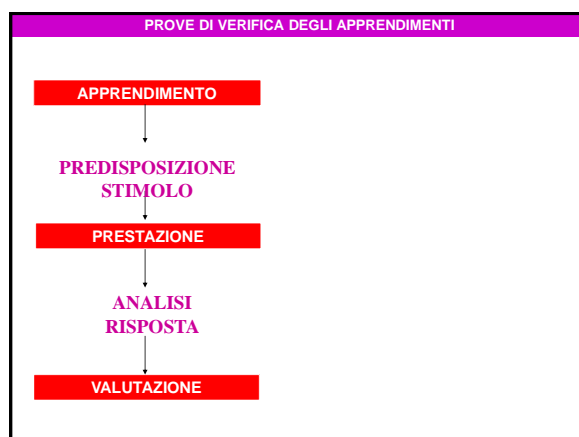 PROVE DI VERIFICA DEGLI APPRENDIMENTI
APPRENDIMENTO
PREDISPOSIZIONE
STIMOLO
PRESTAZIONE
ANALISI
RISPOSTA
VALUTAZIONE